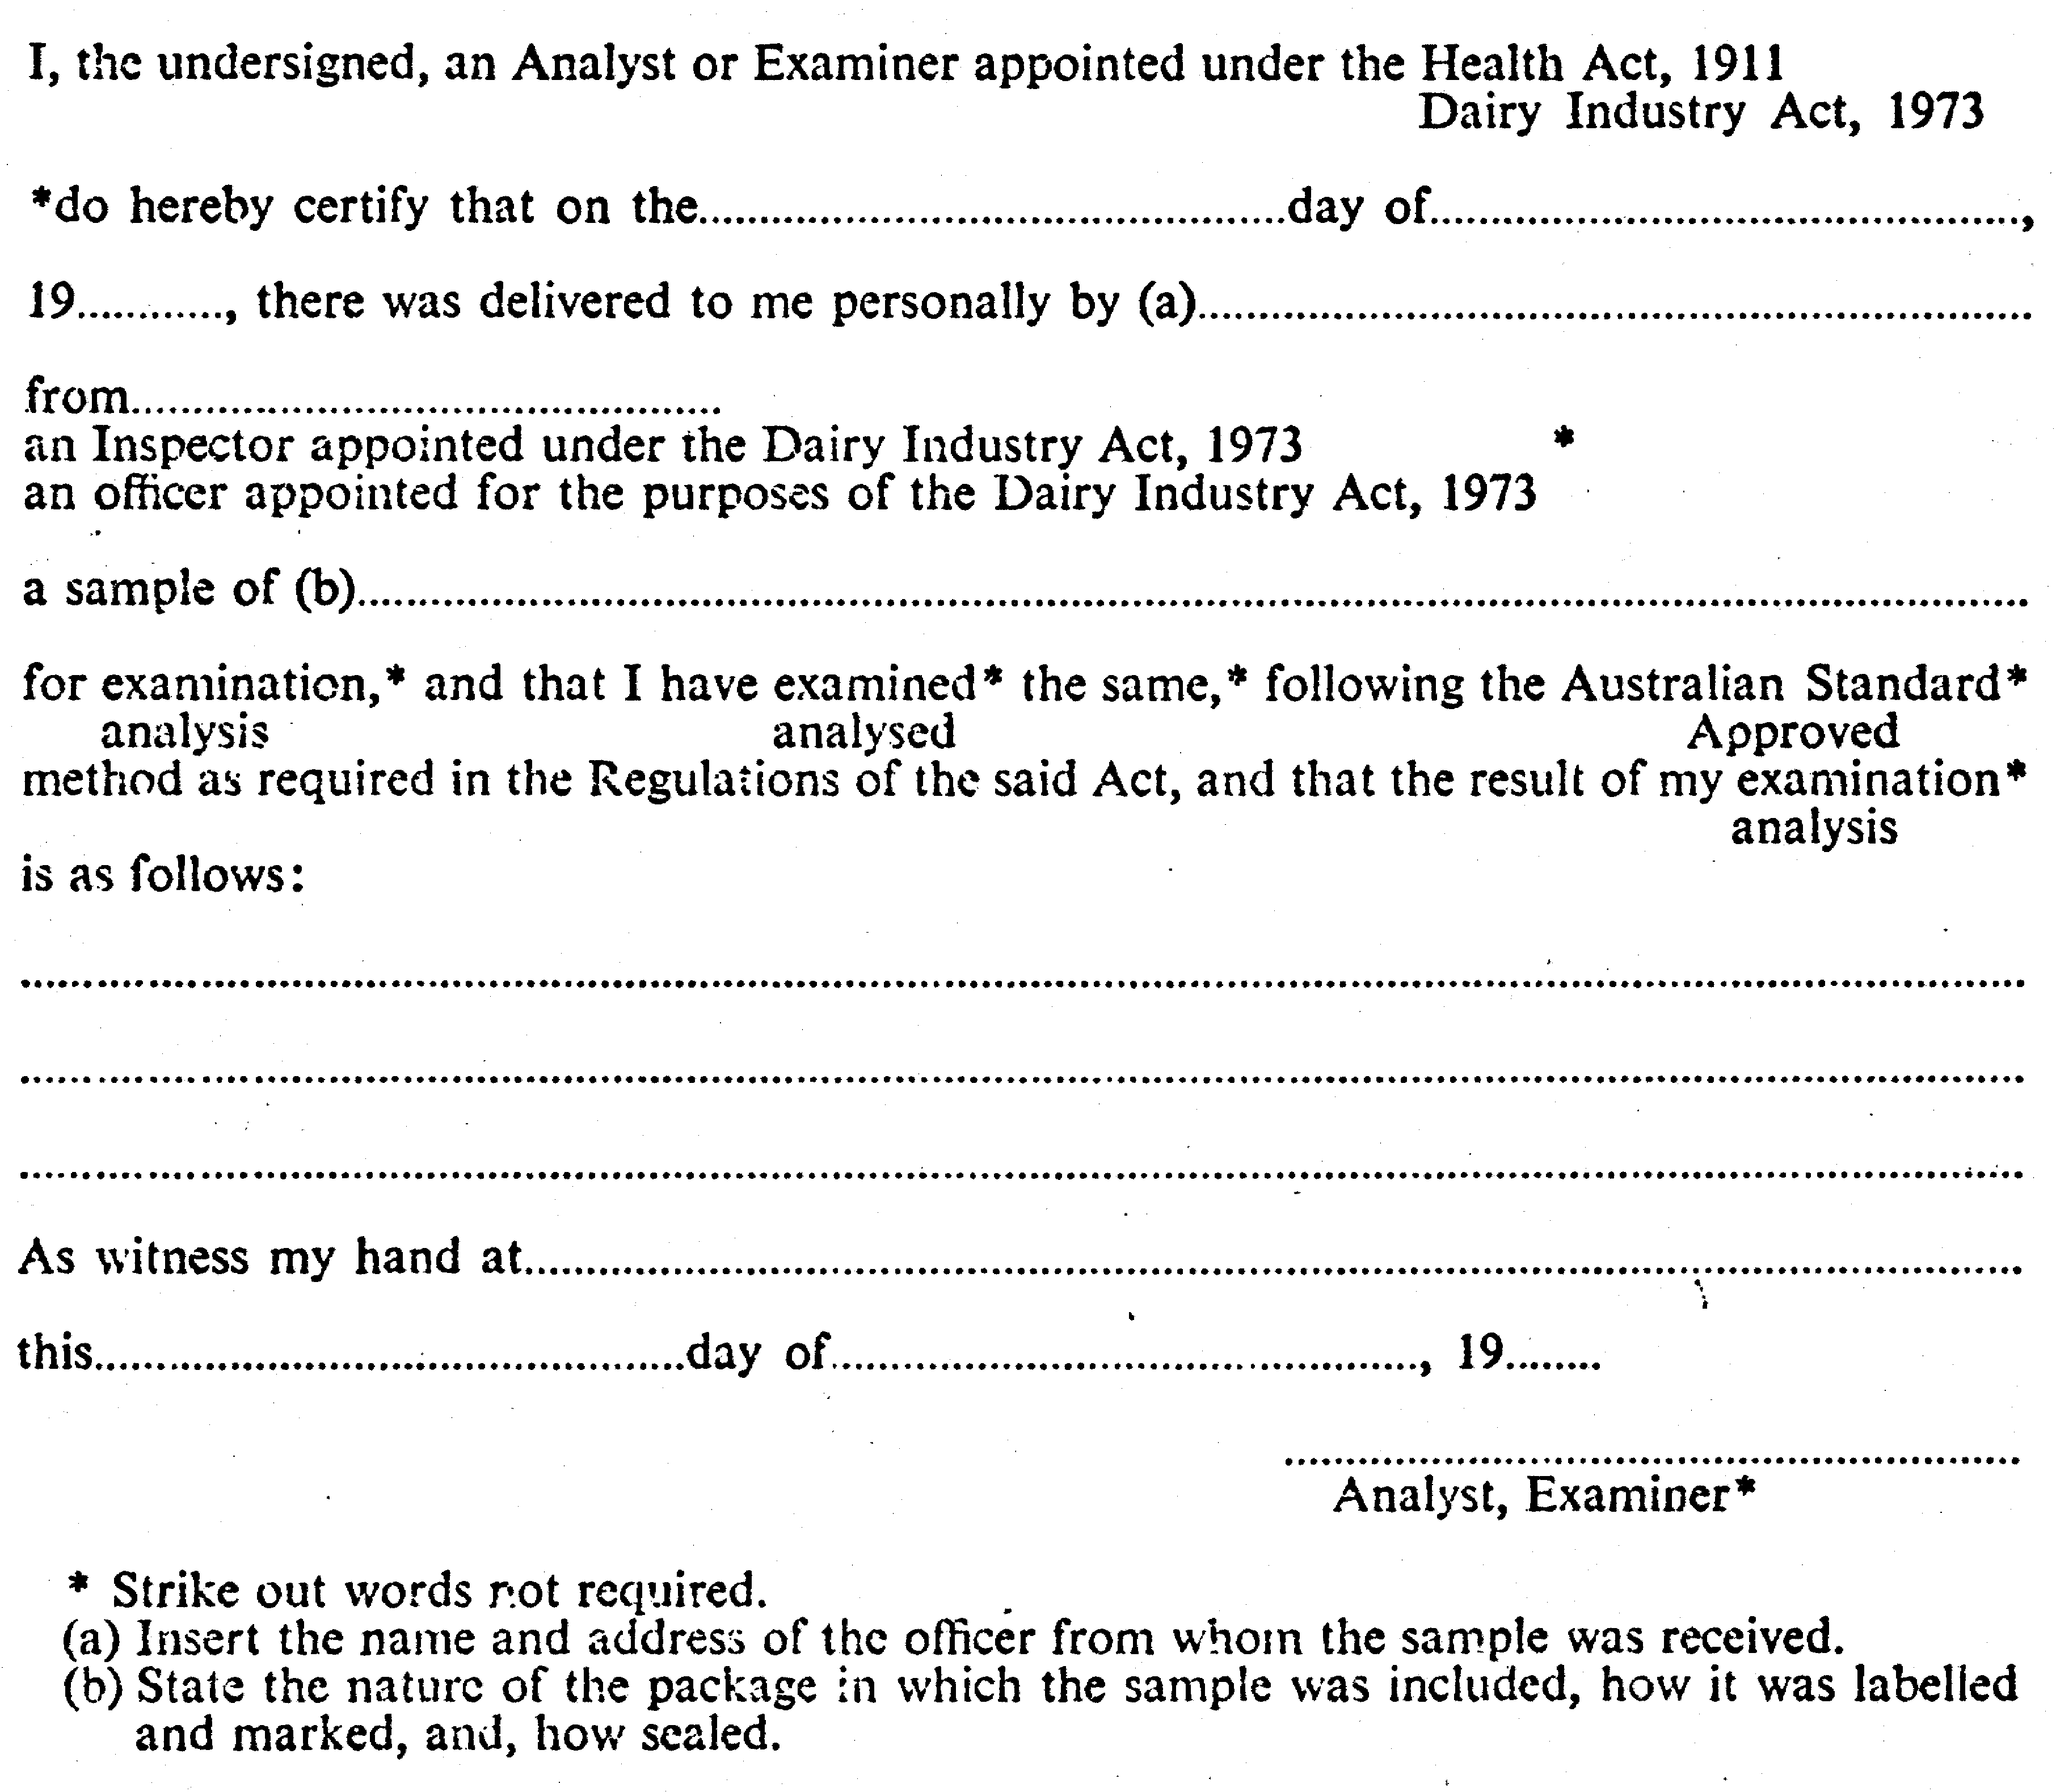 I, the undersigned, an Analyst or Examiner appointed under the Health Act, 1911
Dairy Industry Act, 1973
*do hereby certify that on the................................................day of................................................,
19............, there was delivered to me personally by (a)....................................................................
from................................................
an Inspector appointed under the Dairy Industry Act, 1973 *
an officer appointed for the purposes of the Dairy Industry Act, 1973
a sample of (b)........................................................................................................................................
for examination,* and that I have examined* the same,* following the Australian Standard*
analysis analysed Approved
method as required in the Regulations of the said Act, and that the result of my examination*
analysis
is as follows:
....................................................................................................................................................................
....................................................................................................................................................................
....................................................................................................................................................................
As witness my hand at..........................................................................................................................
this................................................day of................................................, 19........
............................................................
Analyst, Examiner*
* Strike out words not required.
(a) Insert the name and address of the officer from whom the sample was received.
(b) State the nature of the package in which the sample was included, how it was labelled
and marked, and, how sealed.